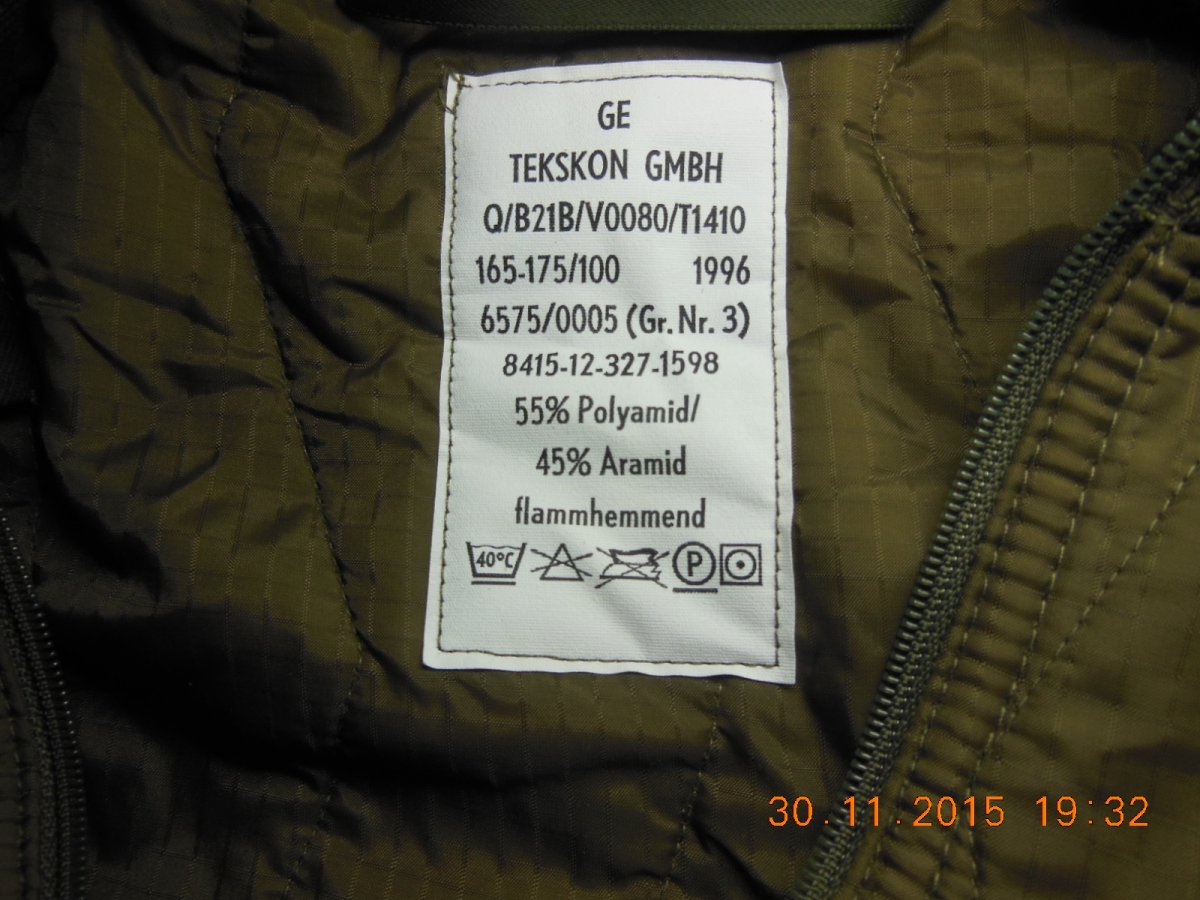 GE
TEKSKON GMBH
Q/B21B/V0080/T1410
165-175/100 1996
6575/0005 (Gr. Nr. 3)
8415-12-327-1598
55% Polyamid/
45% Aramid
flammhemmend
40°C P
30.11.2015 19:32